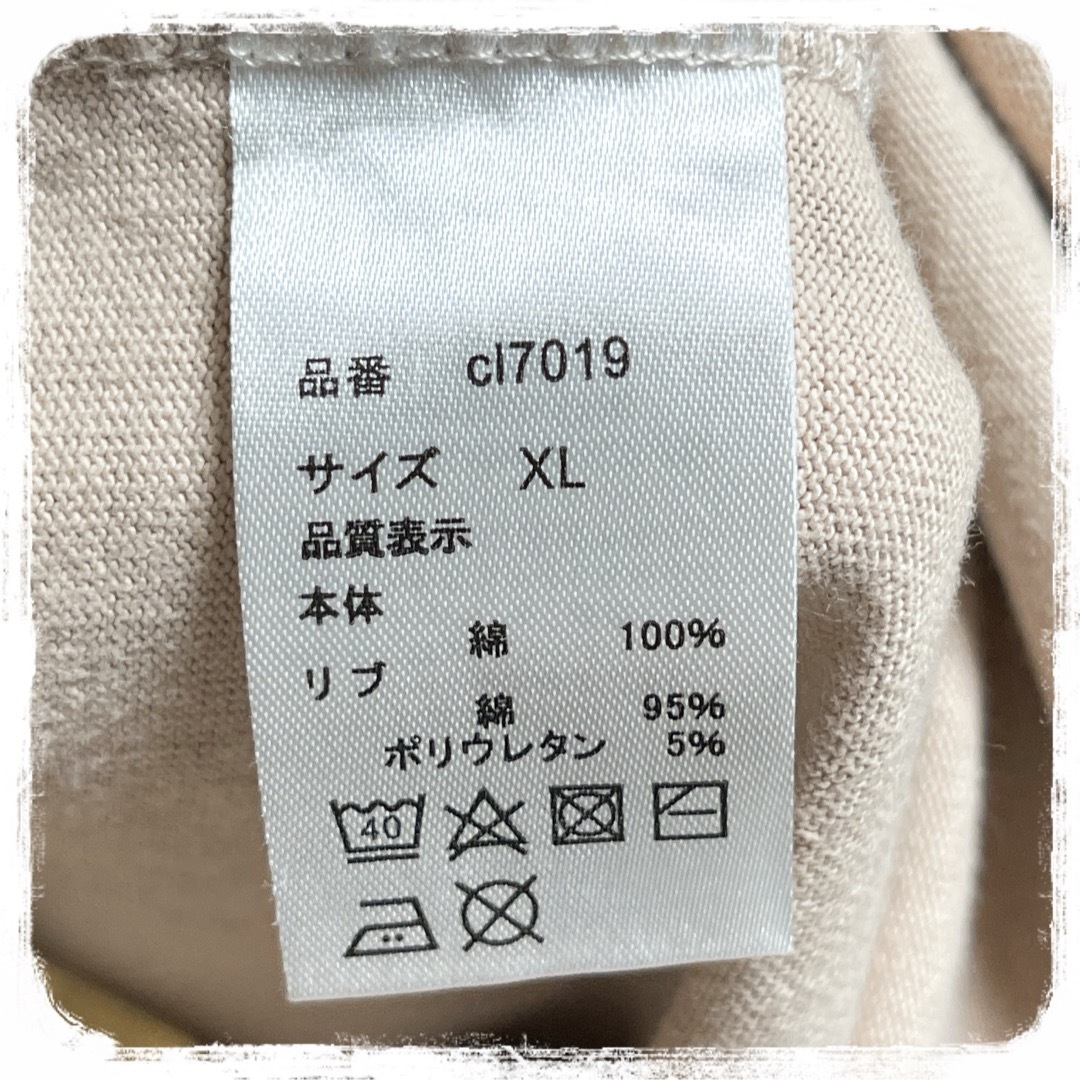 品番 cl7019
サイズ XL
品質表示
本体
綿 100%
リブ
綿 95%
ポリウレタン 5%
40